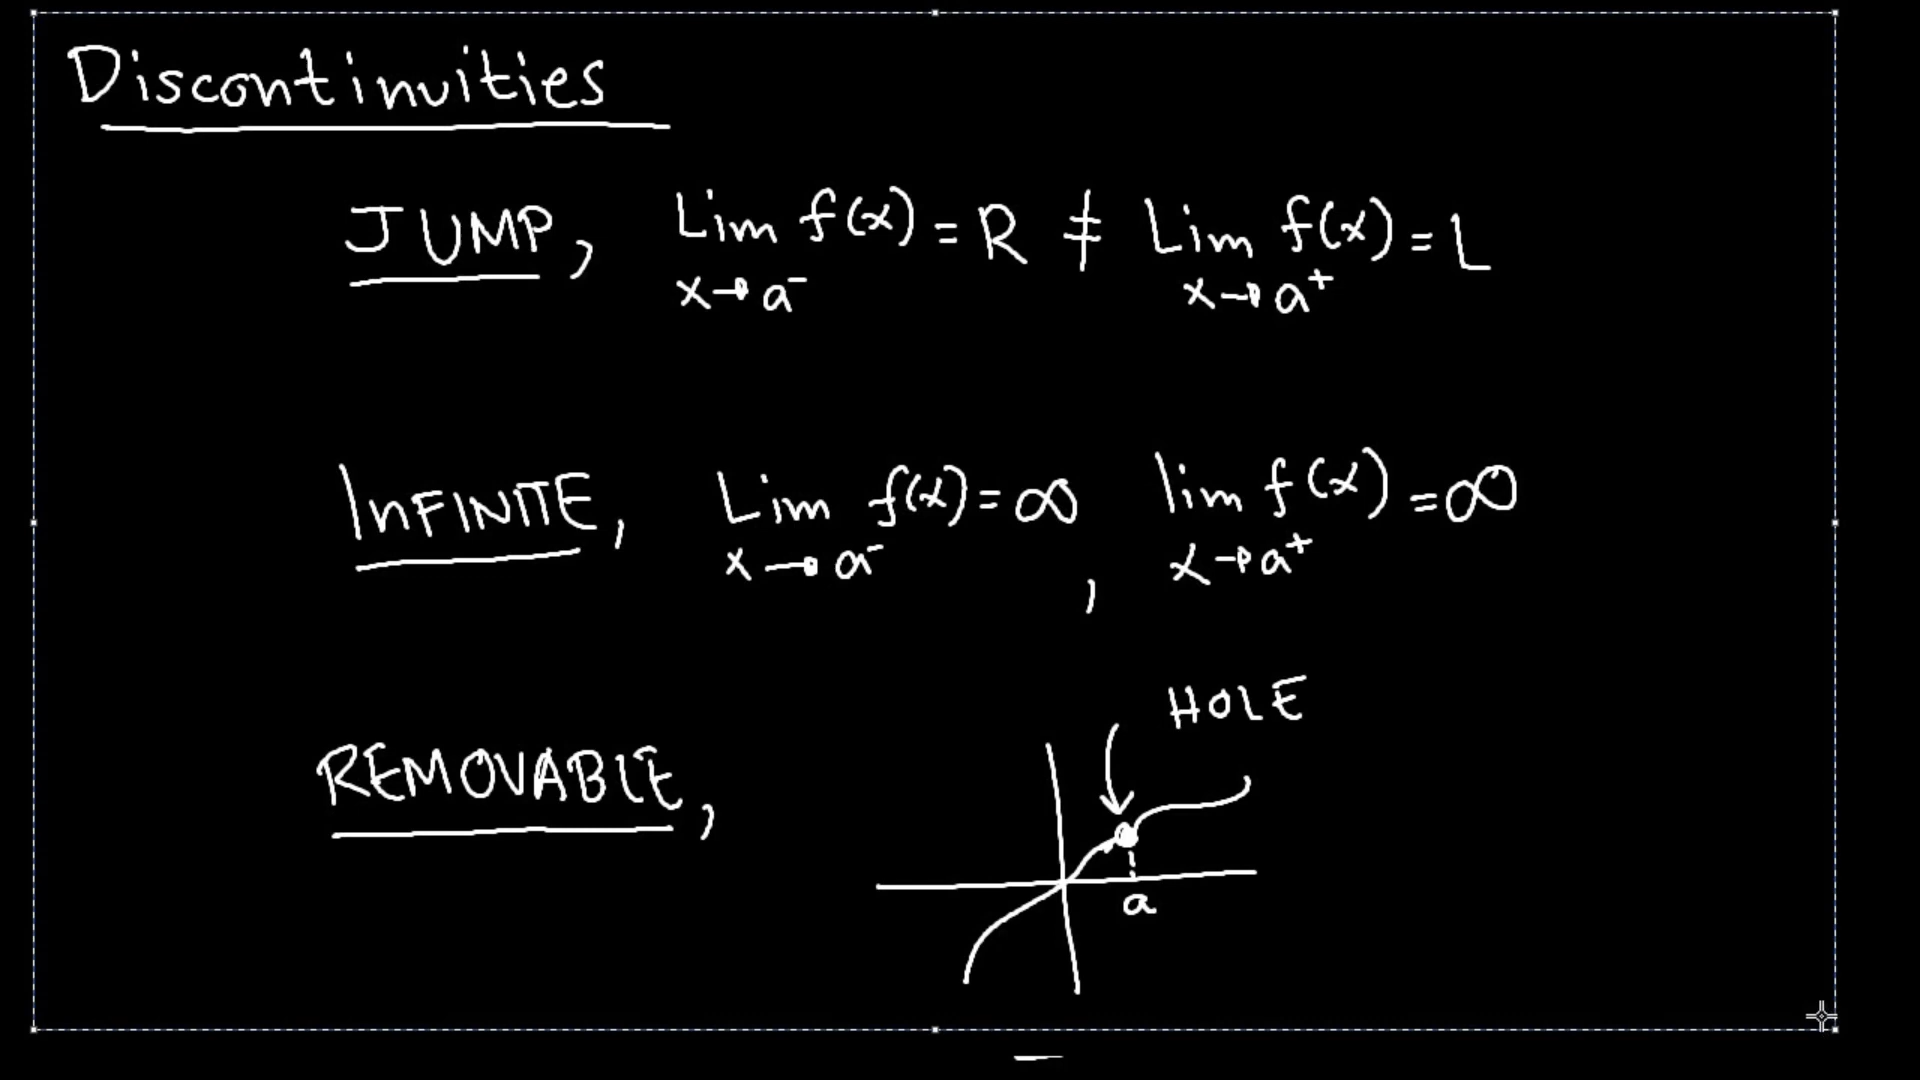 Discontinuities
JUMP, Lim f(x) = R ≠ Lim f(x) = L
x→a⁻ x→a⁺
INFINITE, Lim f(x) = ∞ lim f(x) = ∞
x→a⁻ , x→a⁺
HOLE
REMOVABLE,
a